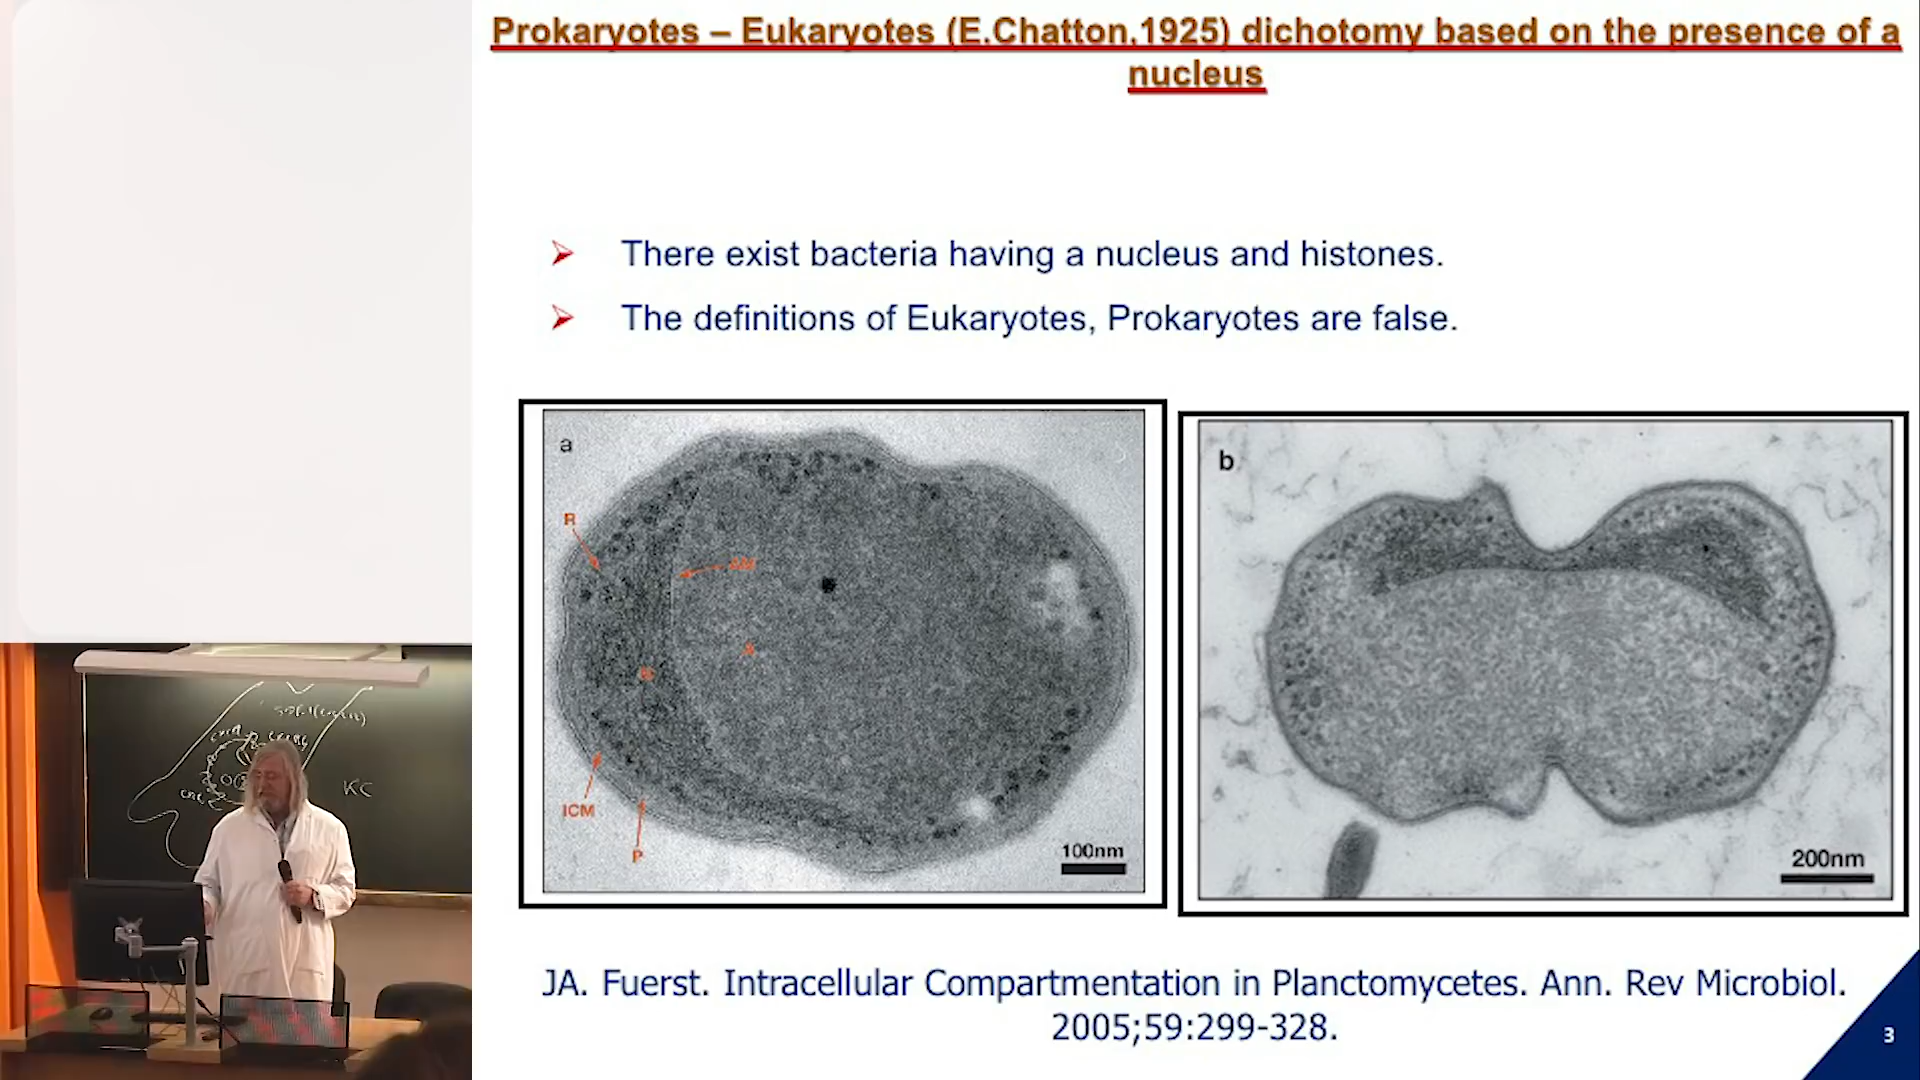 Prokaryotes – Eukaryotes (E.Chatton,1925) dichotomy based on the presence of a
nucleus
There exist bacteria having a nucleus and histones.
The definitions of Eukaryotes, Prokaryotes are false.
a
R
ICM
P
100nm
b
200nm
JA. Fuerst. Intracellular Compartmentation in Planctomycetes. Ann. Rev Microbiol.
2005;59:299-328.
3
KC